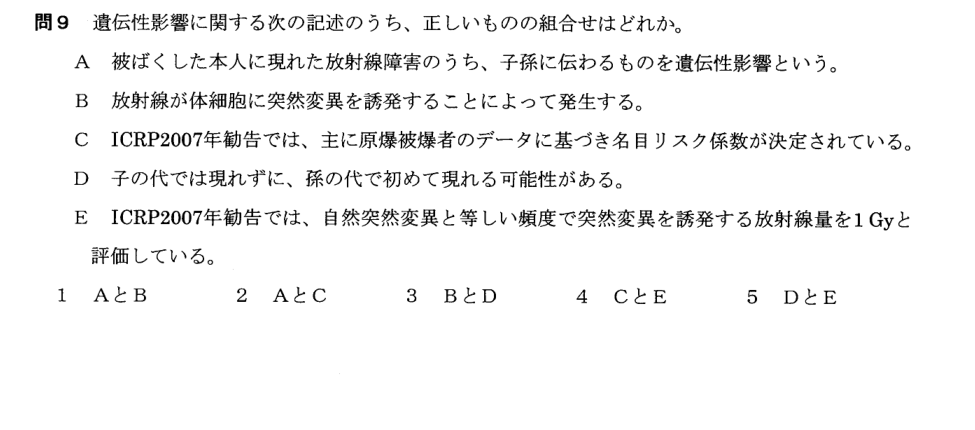 問９ 遺伝性影響に関する次の記述のうち、正しいものの組合せはどれか。
A 被ばくした本人に現れた放射線障害のうち、子孫に伝わるものを遺伝性影響という。
B 放射線が体細胞に突然変異を誘発することによって発生する。
C ICRP2007年勧告では、主に原爆被爆者のデータに基づき名目リスク係数が決定されている。
D 子の代では現れずに、孫の代で初めて現れる可能性がある。
E ICRP2007年勧告では、自然突然変異と等しい頻度で突然変異を誘発する放射線量を1 Gyと
評価している。
1 AとB 2 AとC 3 BとD 4 CとE 5 DとE